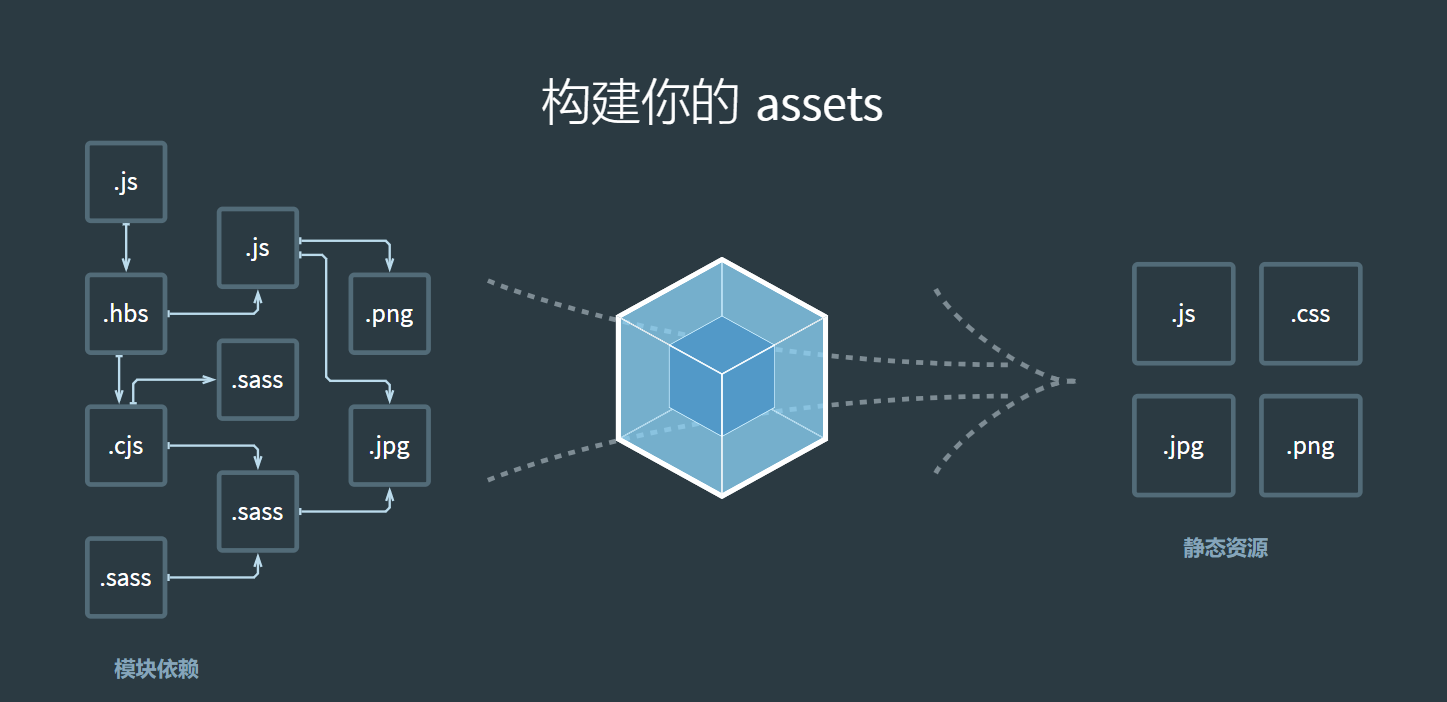 构建你的 assets
.js
.js
.hbs
.png
.sass
.cjs
.jpg
.sass
.sass
模块依赖
.js
.css
.jpg
.png
静态资源